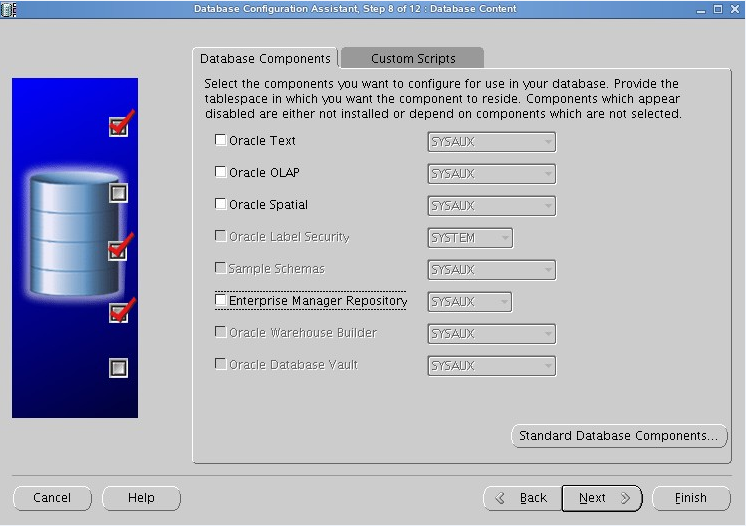 Database Configuration Assistant, Step 8 of 12 : Database Content
Database Components
Custom Scripts
Select the components you want to configure for use in your database. Provide the
tablespace in which you want the component to reside. Components which appear
disabled are either not installed or depend on components which are not selected.
Oracle Text SYSAUX
Oracle OLAP SYSAUX
Oracle Spatial SYSAUX
Oracle Label Security SYSTEM
Sample Schemas SYSAUX
Enterprise Manager Repository SYSAUX
Oracle Warehouse Builder SYSAUX
Oracle Database Vault SYSAUX
Standard Database Components...
Cancel Help Back Next Finish